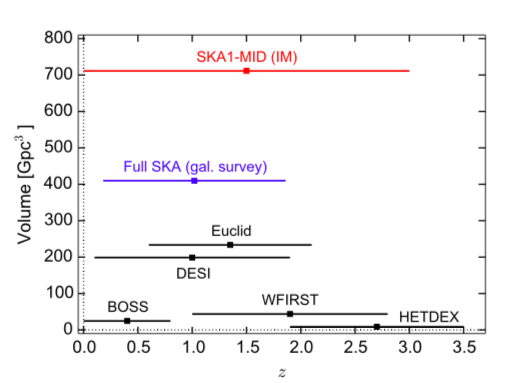 800
SKA1-MID (IM)
700
600
500
Full SKA (gal. survey)
400
300
Euclid
200
DESI
WFIRST
100
BOSS
HETDEX
0
0.0 0.5 1.0 1.5 2.0 2.5 3.0 3.5
z
Volume [Gpc³ ]